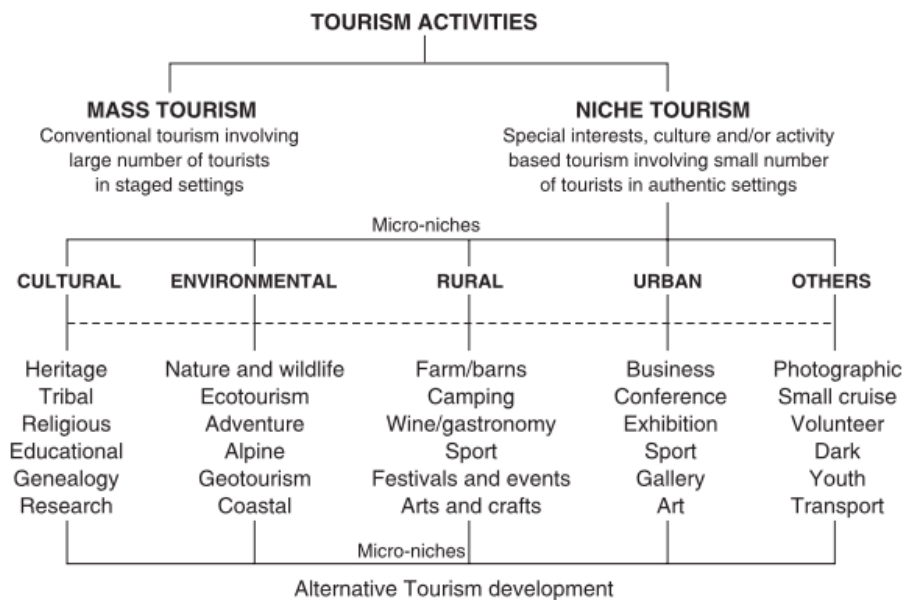 TOURISM ACTIVITIES
MASS TOURISM
Conventional tourism involving
large number of tourists
in staged settings
NICHE TOURISM
Special interests, culture and/or activity
based tourism involving small number
of tourists in authentic settings
Micro-niches
CULTURAL
Heritage
Tribal
Religious
Educational
Genealogy
Research
ENVIRONMENTAL
Nature and wildlife
Ecotourism
Adventure
Alpine
Geotourism
Coastal
RURAL
Farm/barns
Camping
Wine/gastronomy
Sport
Festivals and events
Arts and crafts
URBAN
Business
Conference
Exhibition
Sport
Gallery
Art
OTHERS
Photographic
Small cruise
Volunteer
Dark
Youth
Transport
Micro-niches
Alternative Tourism development